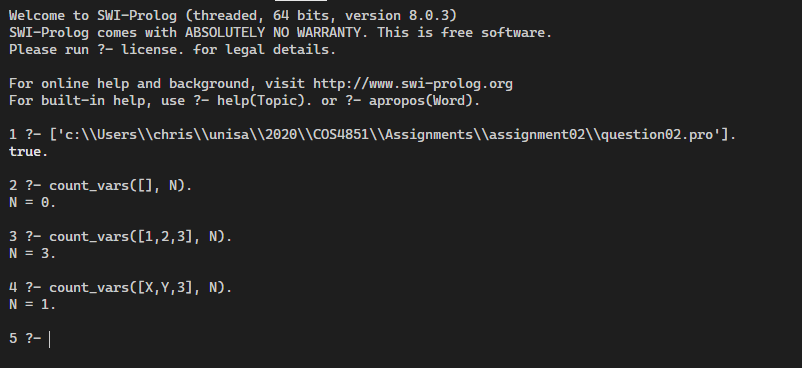 Welcome to SWI-Prolog (threaded, 64 bits, version 8.0.3)
SWI-Prolog comes with ABSOLUTELY NO WARRANTY. This is free software.
Please run ?- license. for legal details.

For online help and background, visit http://www.swi-prolog.org
For built-in help, use ?- help(Topic). or ?- apropos(Word).

1 ?- ['c:\\Users\\chris\\unisa\\2020\\COS4851\\Assignments\\assignment02\\question02.pro'].
true.

2 ?- count_vars([], N).
N = 0.

3 ?- count_vars([1,2,3], N).
N = 3.

4 ?- count_vars([X,Y,3], N).
N = 1.

5 ?-